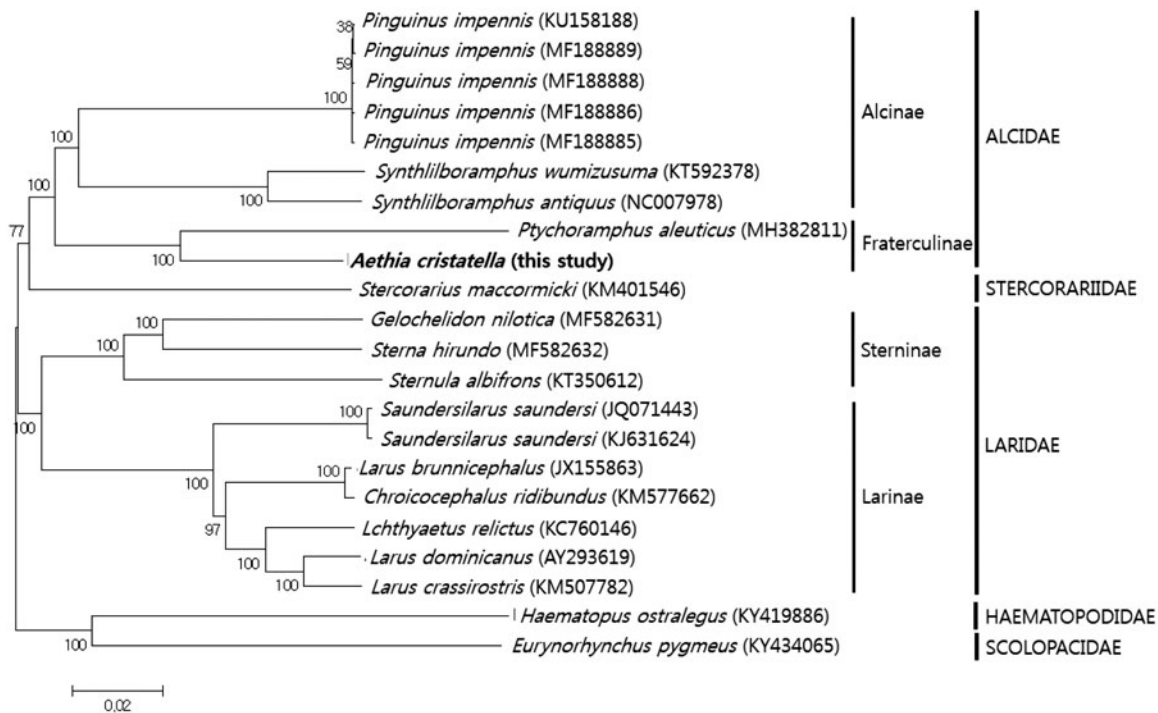 Pinguinus impennis (KU158188)
Pinguinus impennis (MF188889)
Pinguinus impennis (MF188888)
Pinguinus impennis (MF188886)
Pinguinus impennis (MF188885)
Synthlilboramphus wumizusuma (KT592378)
Synthlilboramphus antiquus (NC007978)
Ptychoramphus aleuticus (MH382811)
Aethia cristatella (this study)
Stercorarius maccormicki (KM401546)
Gelochelidon nilotica (MF582631)
Sterna hirundo (MF582632)
Sternula albifrons (KT350612)
Saundersilarus saundersi (JQ071443)
Saundersilarus saundersi (KJ631624)
Larus brunnicephalus (JX155863)
Chroicocephalus ridibundus (KM577662)
Lchthyaetus relictus (KC760146)
Larus dominicanus (AY293619)
Larus crassirostris (KM507782)
Haematopus ostralegus (KY419886)
Eurynorhynchus pygmeus (KY434065)
Alcinae
Fraterculinae
Sterninae
Larinae
ALCIDAE
STERCORARIIDAE
LARIDAE
HAEMATOPODIDAE
SCOLOPACIDAE
38
59
100
100
100
100
77
100
100
100
100
100
100
100
97
100
100
100
0,02